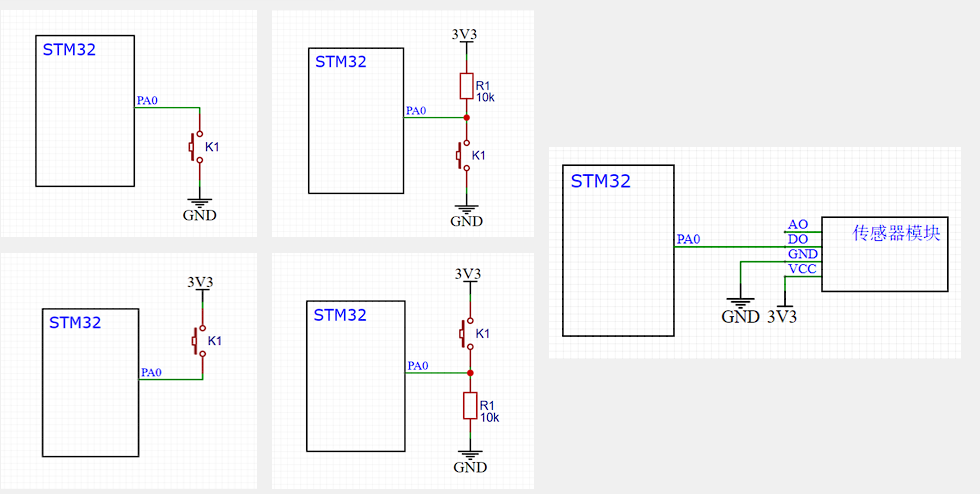 STM32
PA0
K1
GND
3V3
STM32
R1
10k
PA0
K1
GND
3V3
STM32
K1
PA0
3V3
STM32
K1
PA0
R1
10k
GND
STM32
AO
PA0
DO
传感器模块
GND
VCC
GND
3V3